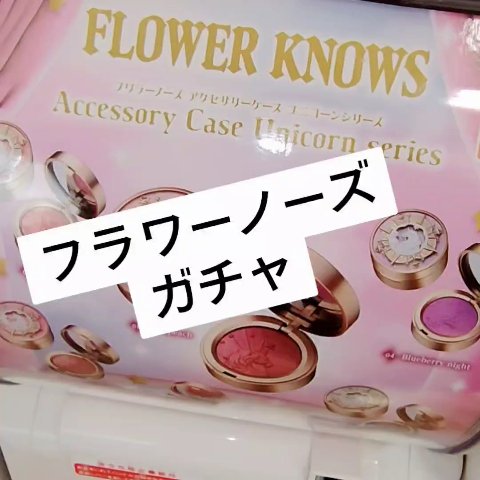 FLOWER KNOWS
フラワーノーズ アクセサリーケース ユニコーンシリーズ
Accessory Case Unicorn series
フラワーノーズ
ガチャ
04 Blueberry night